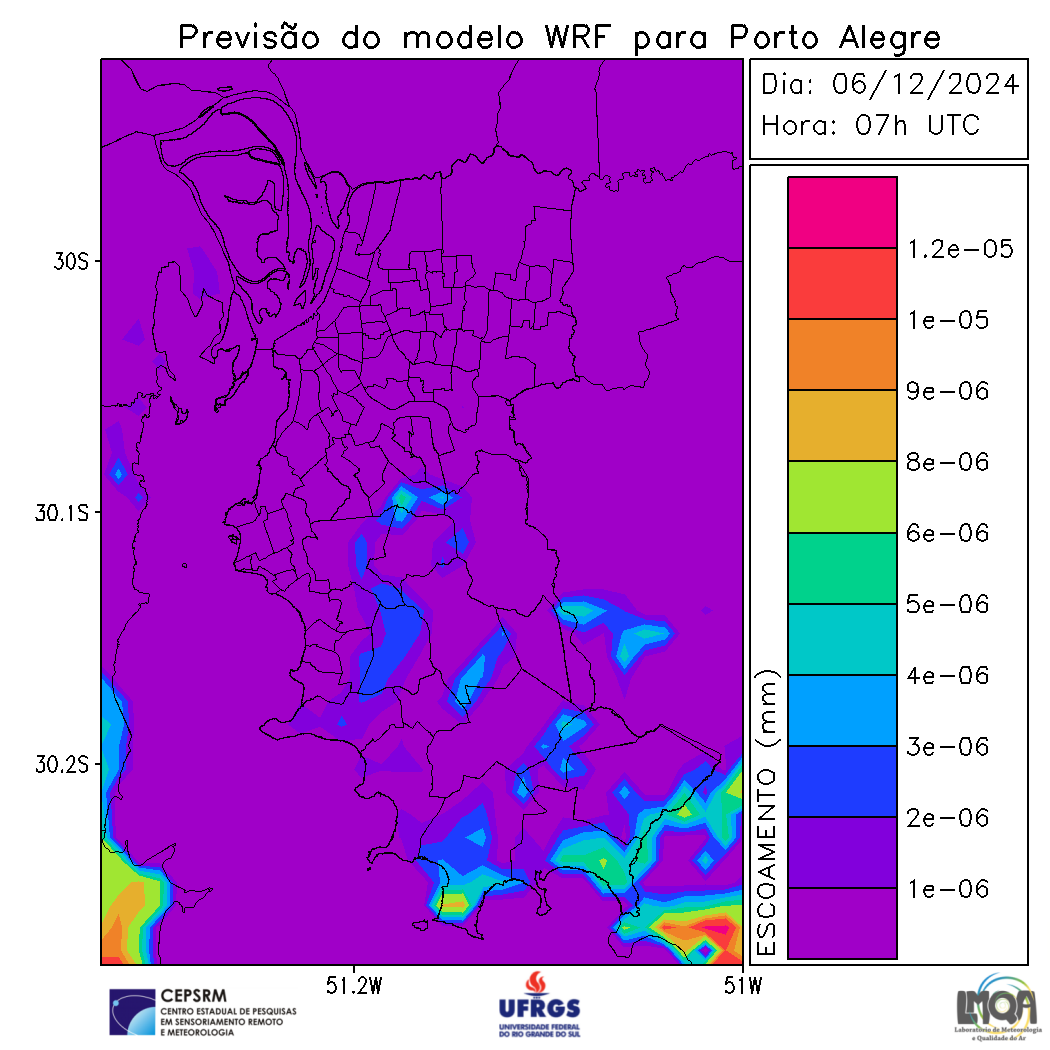 Previsão do modelo WRF para Porto Alegre
Dia: 06/12/2024
Hora: 07h UTC
1.2e-05
1e-05
9e-06
8e-06
6e-06
5e-06
4e-06
3e-06
2e-06
1e-06
ESCOAMENTO (mm)
30S
30.1S
30.2S
51.2W
51W
CEPSRM
CENTRO ESTADUAL DE PESQUISAS
EM SENSORIAMENTO REMOTO
E METEOROLOGIA
UFRGS
UNIVERSIDADE FEDERAL
DO RIO GRANDE DO SUL
LMQA
Laboratório de Meteorologia
e Qualidade do Ar